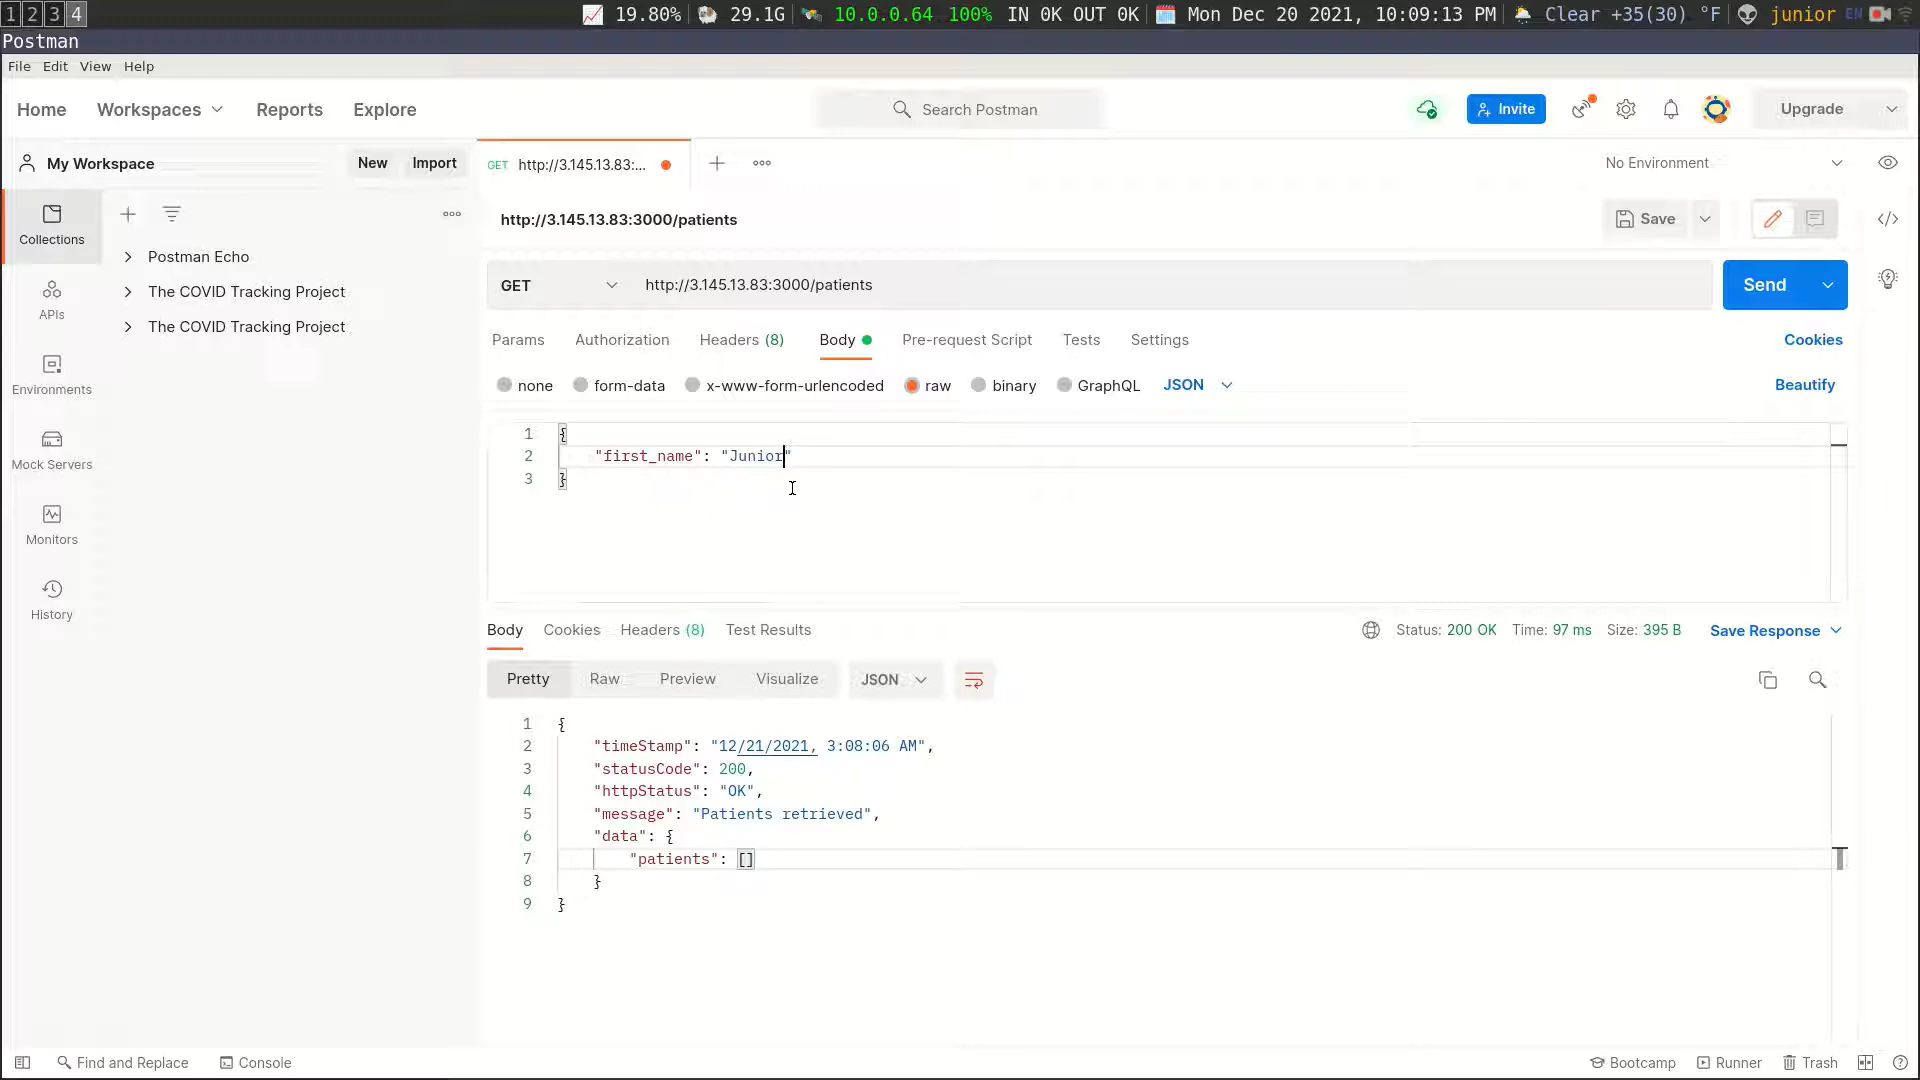 1 2 3 4 19.80% 29.1G 10.0.0.64 100% IN 0K OUT 0K Mon Dec 20 2021, 10:09:13 PM Clear +35(30) °F junior EN
Postman
File Edit View Help
Home Workspaces Reports Explore Search Postman Invite Upgrade
My Workspace New Import GET http://3.145.13.83:... No Environment
Collections
http://3.145.13.83:3000/patients Save
Postman Echo
The COVID Tracking Project
The COVID Tracking Project
APIs
Environments
Mock Servers
Monitors
History
GET http://3.145.13.83:3000/patients Send
Params Authorization Headers (8) Body Pre-request Script Tests Settings Cookies
none form-data x-www-form-urlencoded raw binary GraphQL JSON Beautify
1 {
2 "first_name": "Junior"
3 }
Body Cookies Headers (8) Test Results Status: 200 OK Time: 97 ms Size: 395 B Save Response
Pretty Raw Preview Visualize JSON
1 {
2 "timeStamp": "12/21/2021, 3:08:06 AM",
3 "statusCode": 200,
4 "httpStatus": "OK",
5 "message": "Patients retrieved",
6 "data": {
7 "patients": []
8 }
9 }
Find and Replace Console Bootcamp Runner Trash